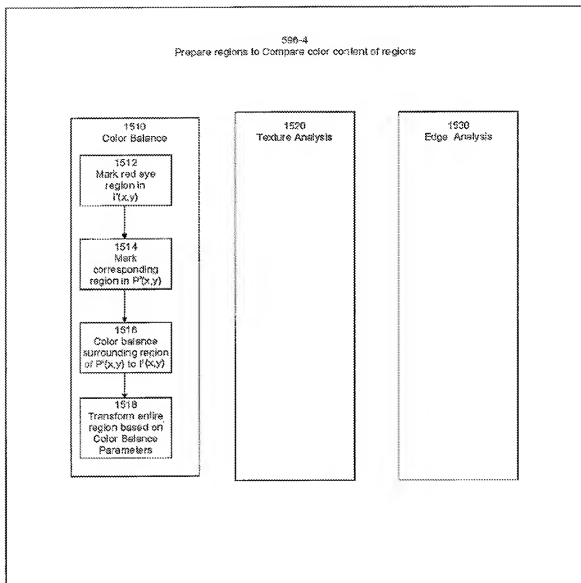 596-4
Prepare regions to Compare color content of regions
1510
Color Balance
1512
Mark red eye
region in
I'(x,y)
1514
Mark
corresponding
region in P'(x,y)
1516
Color balance
surrounding region
of P'(x,y) to I'(x,y)
1518
Transform entire
region based on
Color Balance
Parameters
1520
Texture Analysis
1530
Edge Analysis